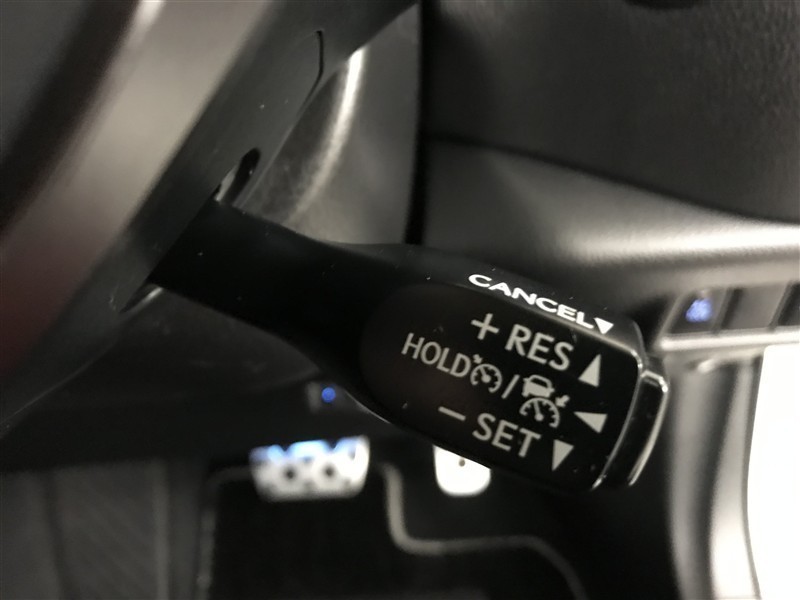 CANCEL▼
+ RES ▲
HOLD / ◀
− SET ▼